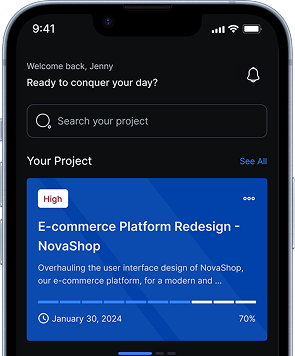 9:41
Welcome back, Jenny
Ready to conquer your day?
Search your project
Your Project
See All
High
E-commerce Platform Redesign -
NovaShop
Overhauling the user interface design of NovaShop,
our e-commerce platform, for a modern and ...
January 30, 2024
70%